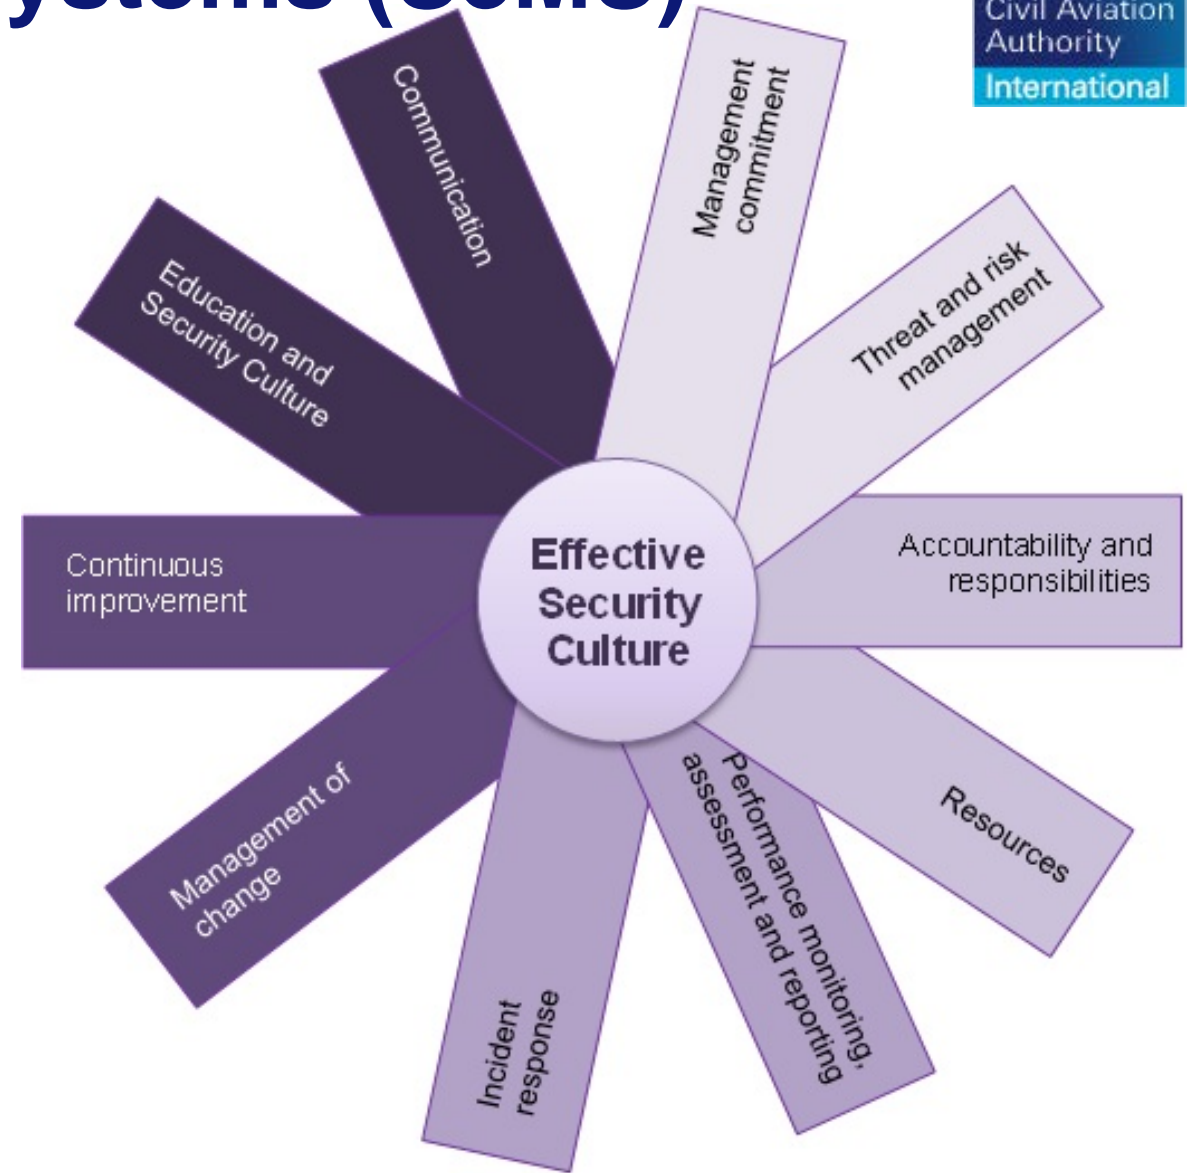 ystems (SeMS)
Civil Aviation
Authority
International
Management
commitment
Threat and risk
management
Accountability and
responsibilities
Resources
Performance monitoring,
assessment and reporting
Incident
response
Management of
change
Continuous
improvement
Education and
Security Culture
Communication
Effective
Security
Culture